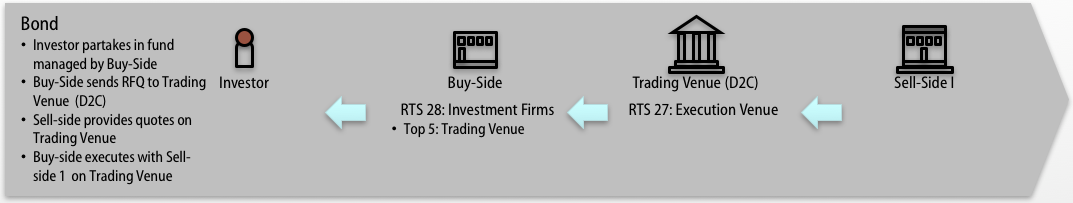 Bond
• Investor partakes in fund
managed by Buy-Side
• Buy-Side sends RFQ to Trading
Venue (D2C)
• Sell-side provides quotes on
Trading Venue
• Buy-side executes with Sell-
side 1 on Trading Venue
Investor
Buy-Side
RTS 28: Investment Firms
• Top 5: Trading Venue
Trading Venue (D2C)
RTS 27: Execution Venue
Sell-Side I